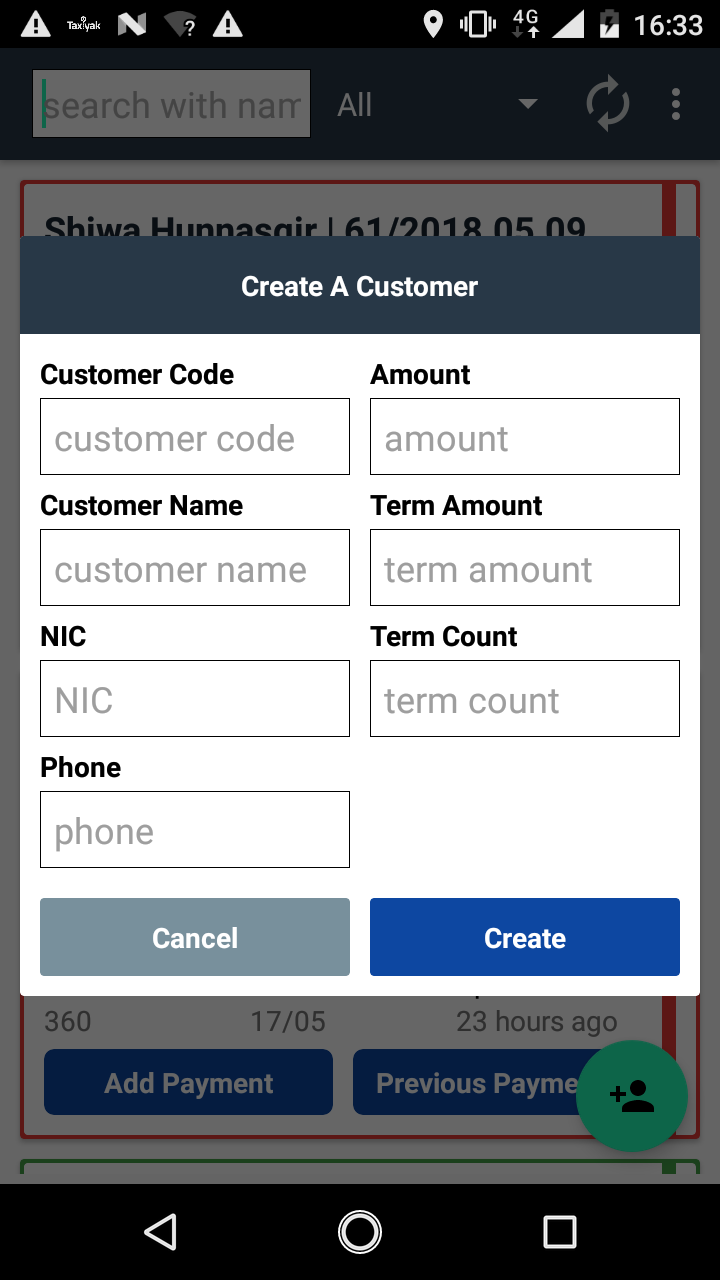 Taxiyak
?
4G
16:33
search with nam
All
Shiwa Hunnasgir | 61/2018 05 09
Create A Customer
Customer Code
Amount
customer code
amount
Customer Name
Term Amount
customer name
term amount
NIC
Term Count
NIC
term count
Phone
phone
Cancel
Create
360
17/05
23 hours ago
Add Payment
Previous Payme